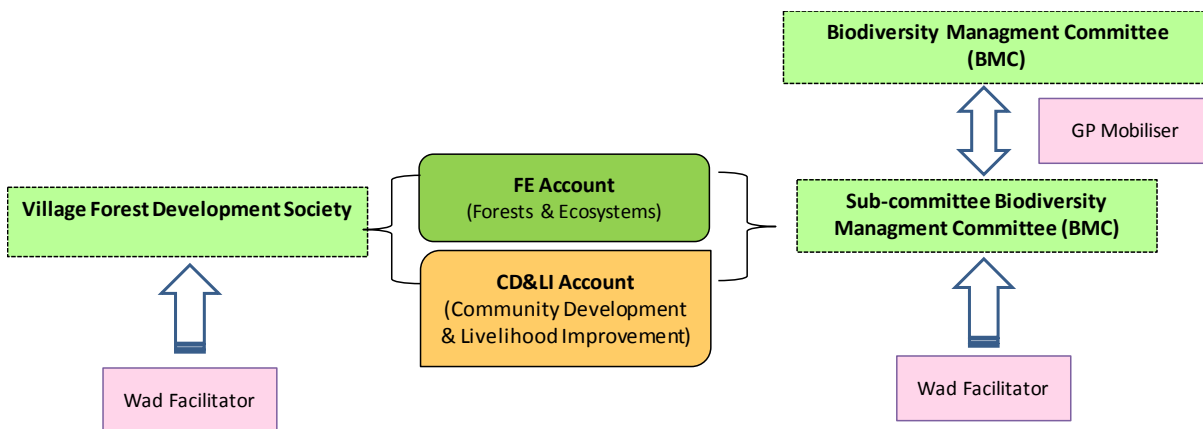 Biodiversity Managment Committee
(BMC)
GP Mobiliser
FE Account
(Forests & Ecosystems)
Village Forest Development Society
Sub-committee Biodiversity
Managment Committee (BMC)
CD&LI Account
(Community Development
& Livelihood Improvement)
Wad Facilitator
Wad Facilitator